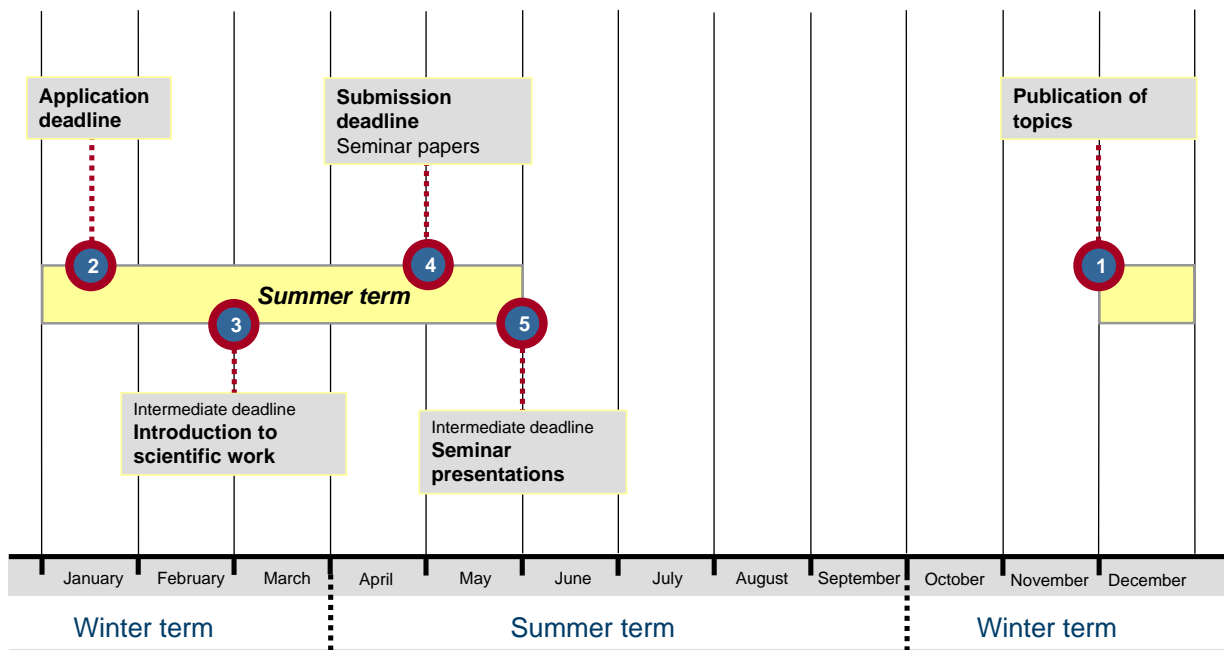 Application
deadline
Submission
deadline
Seminar papers
Publication of
topics
2
4
1
Summer term
3
5
Intermediate deadline
Introduction to
scientific work
Intermediate deadline
Seminar
presentations
January February March April May June July August September October November December
Winter term Summer term Winter term